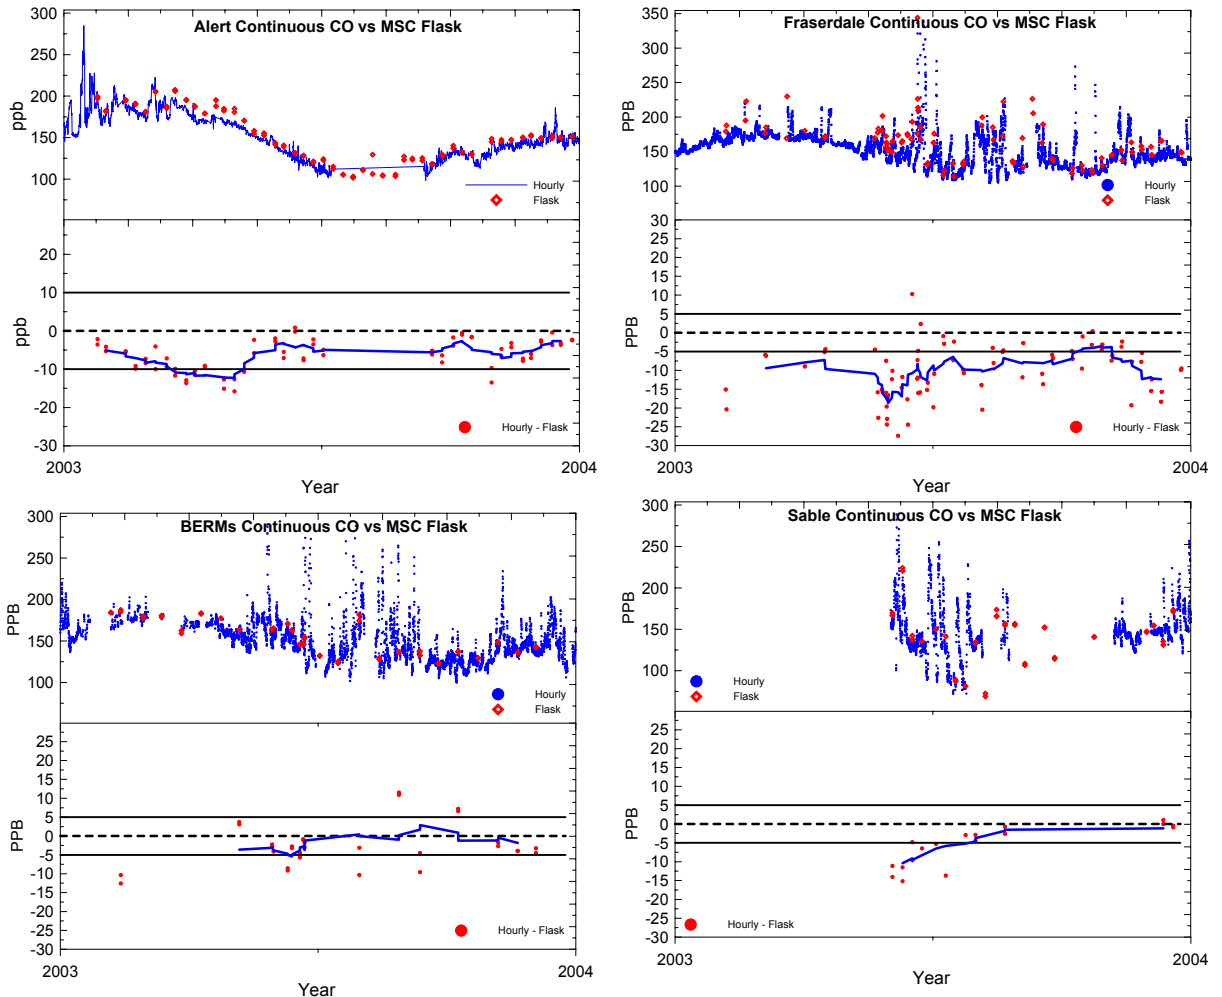 Alert Continuous CO vs MSC Flask
300
250
200
150
100
ppb
Hourly
Flask
20
10
0
-10
-20
-30
ppb
Hourly - Flask
2003
2004
Year
Fraserdale Continuous CO vs MSC Flask
350
300
250
200
150
100
PPB
Hourly
Flask
30
25
20
15
10
5
0
-5
-10
-15
-20
-25
-30
PPB
Hourly - Flask
2003
2004
Year
BERMs Continuous CO vs MSC Flask
300
250
200
150
100
PPB
Hourly
Flask
25
20
15
10
5
0
-5
-10
-15
-20
-25
-30
PPB
Hourly - Flask
2003
2004
Year
Sable Continuous CO vs MSC Flask
300
250
200
150
100
PPB
Hourly
Flask
25
20
15
10
5
0
-5
-10
-15
-20
-25
-30
PPB
Hourly - Flask
2003
2004
Year